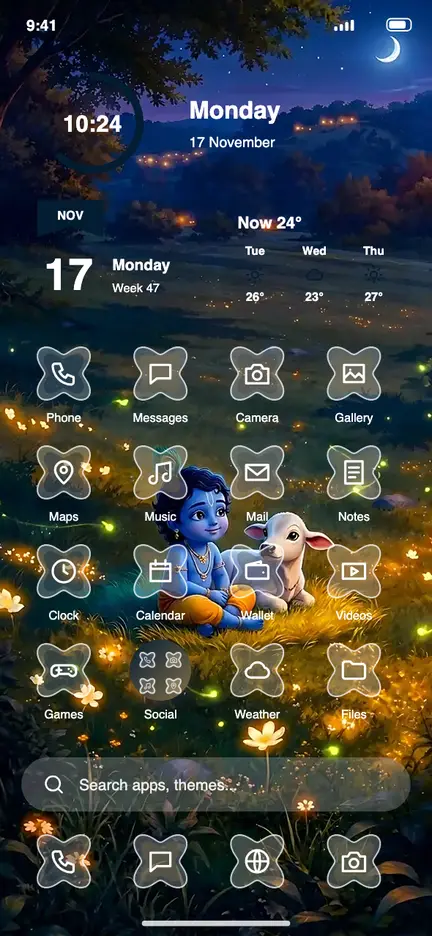 9:41
10:24
Monday
17 November
NOV
17
Monday
Week 47
Now 24°
Tue Wed Thu
26° 23° 27°
Phone Messages Camera Gallery
Maps Music Mail Notes
Clock Calendar Wallet Videos
Games Social Weather Files
Search apps, themes...